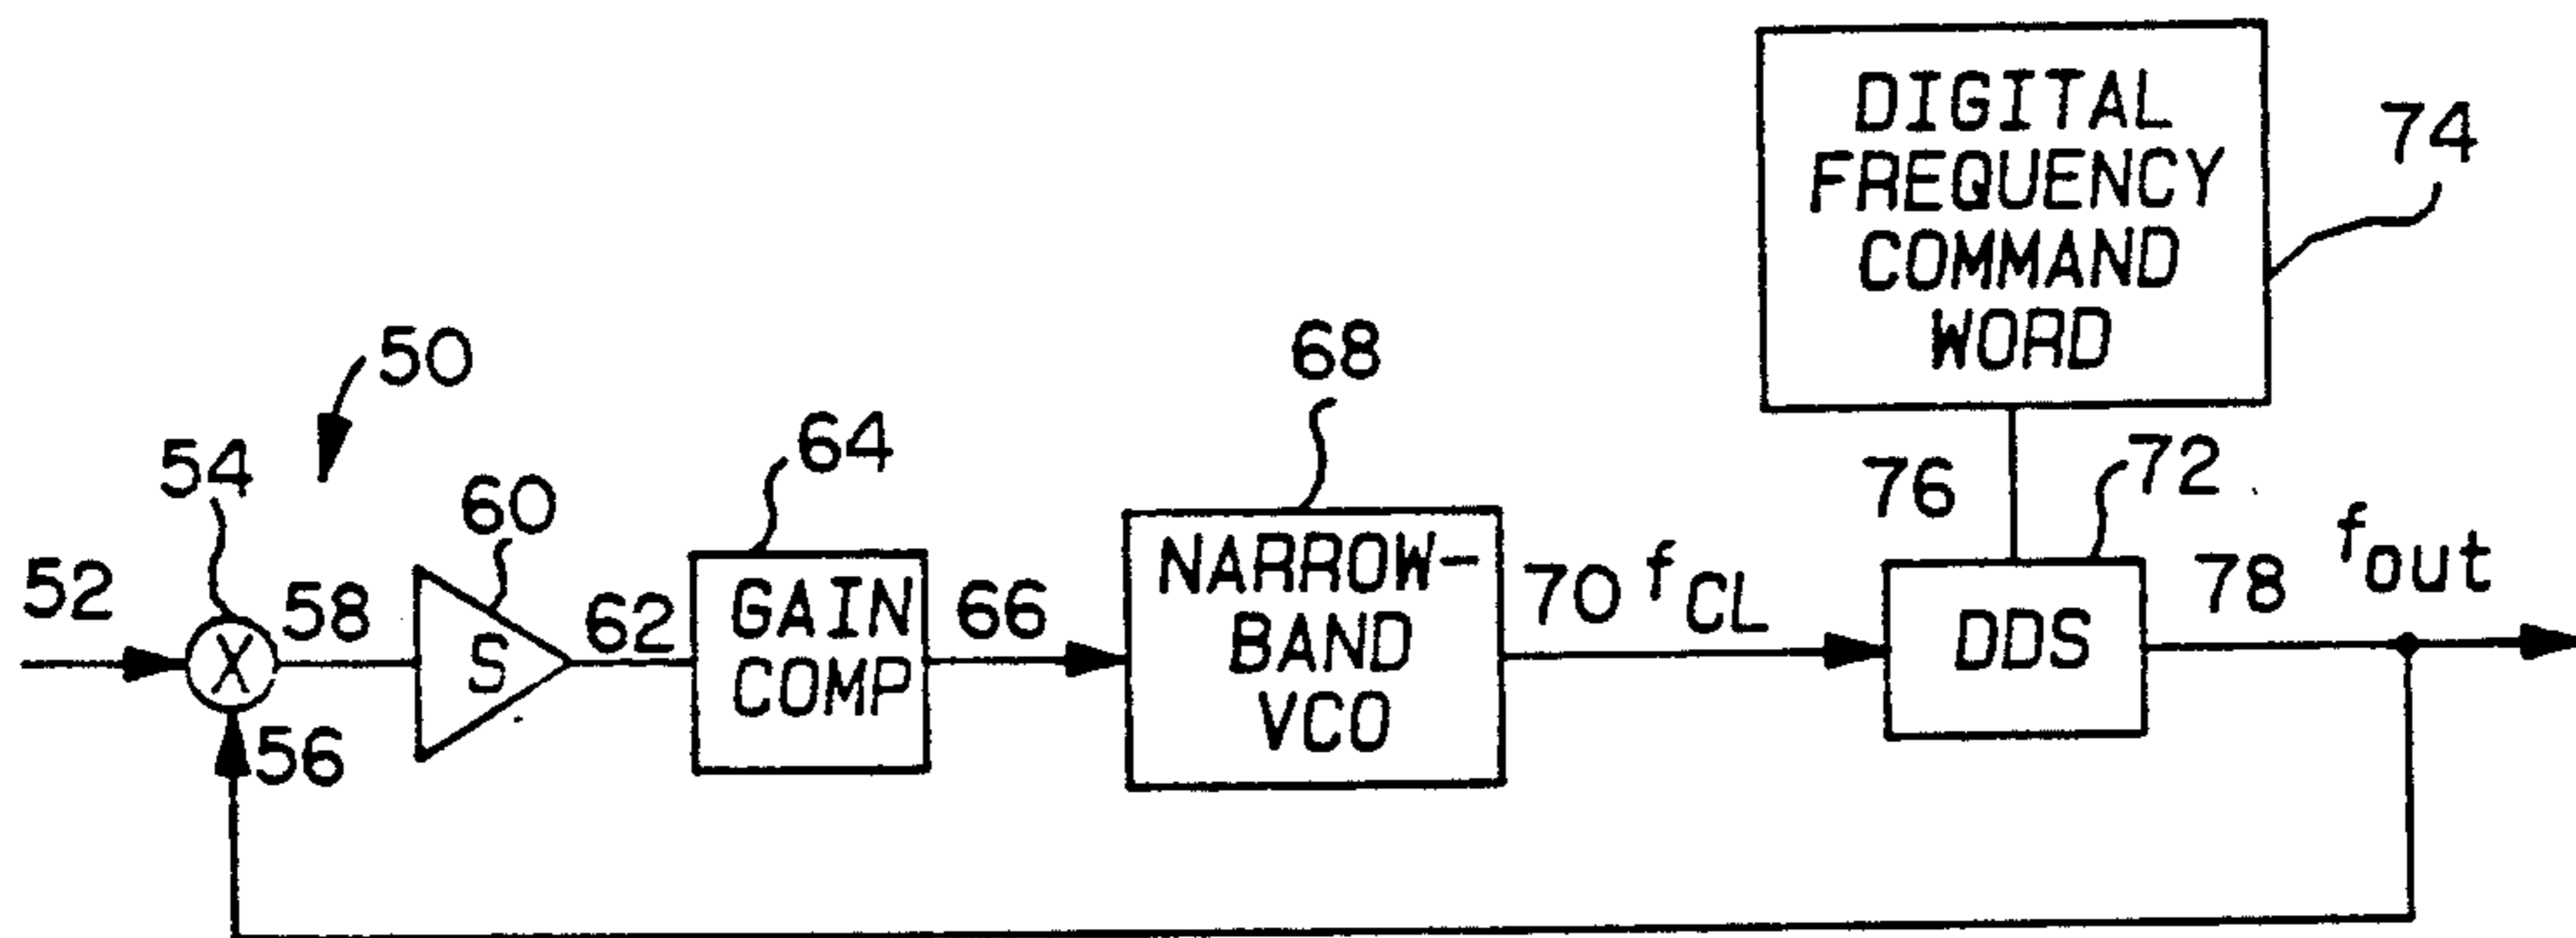 DIGITAL
FREQUENCY
COMMAND
WORD
74
50
68
54
64
60
76
72
52
58
S
62
GAIN
COMP
66
NARROW-
BAND
VCO
70 fCL
DDS
78
fout
X
56